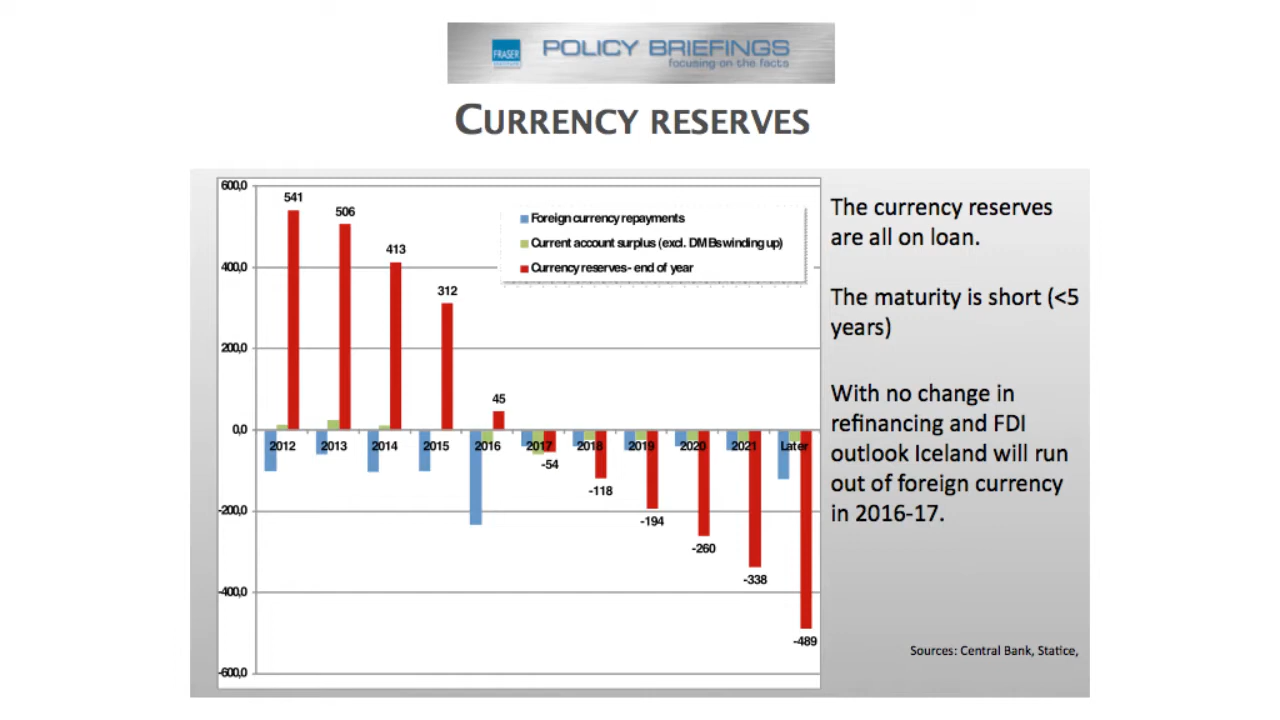 FRASER
POLICY BRIEFINGS
focusing on the facts
CURRENCY RESERVES
600,0
400,0
200,0
0,0
-200,0
-400,0
-600,0
541
506
413
312
45
-54
-118
-194
-260
-338
-489
2012
2013
2014
2015
2016
2017
2018
2019
2020
2021
Later
Foreign currency repayments
Current account surplus (excl. DMBs winding up)
Currency reserves - end of year
The currency reserves
are all on loan.
The maturity is short (<5
years)
With no change in
refinancing and FDI
outlook Iceland will run
out of foreign currency
in 2016-17.
Sources: Central Bank, Statice,